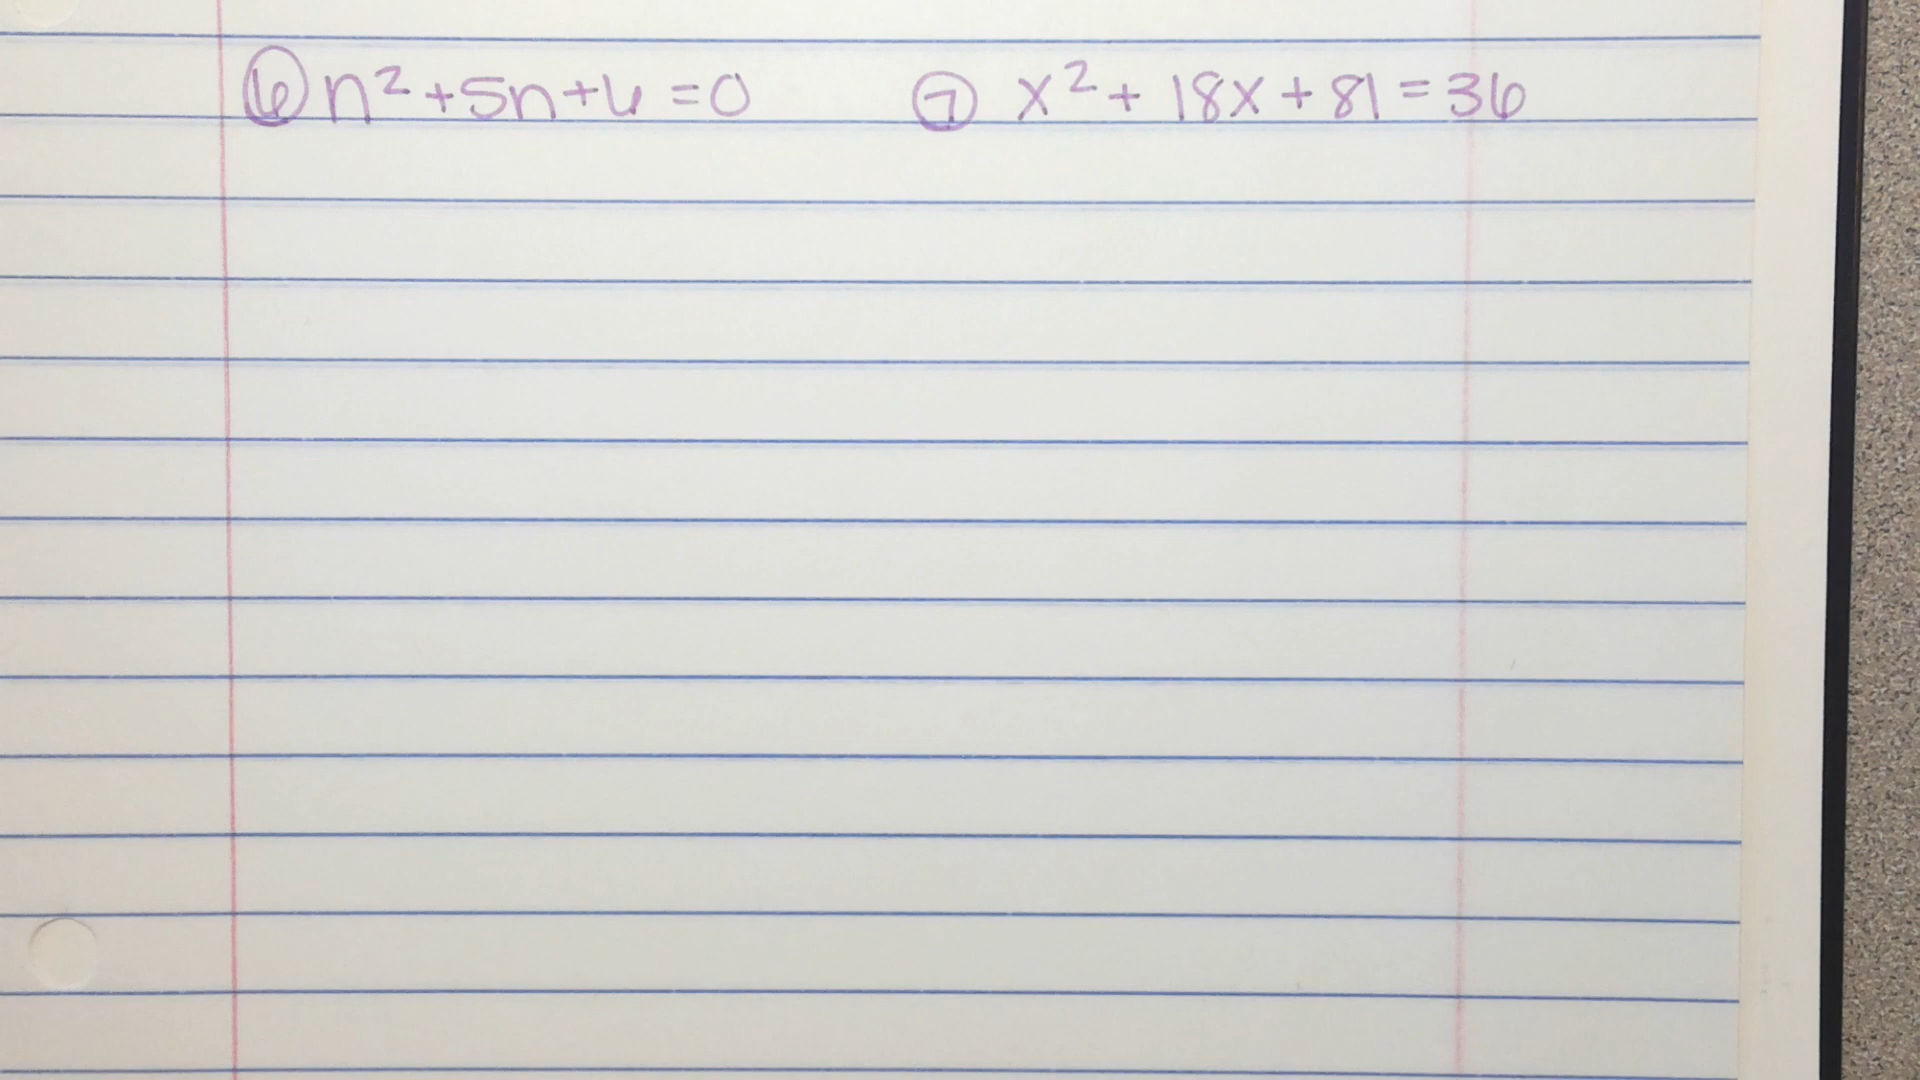 ⑥ n² + 5n + 6 = 0 ⑦ x² + 18x + 81 = 36